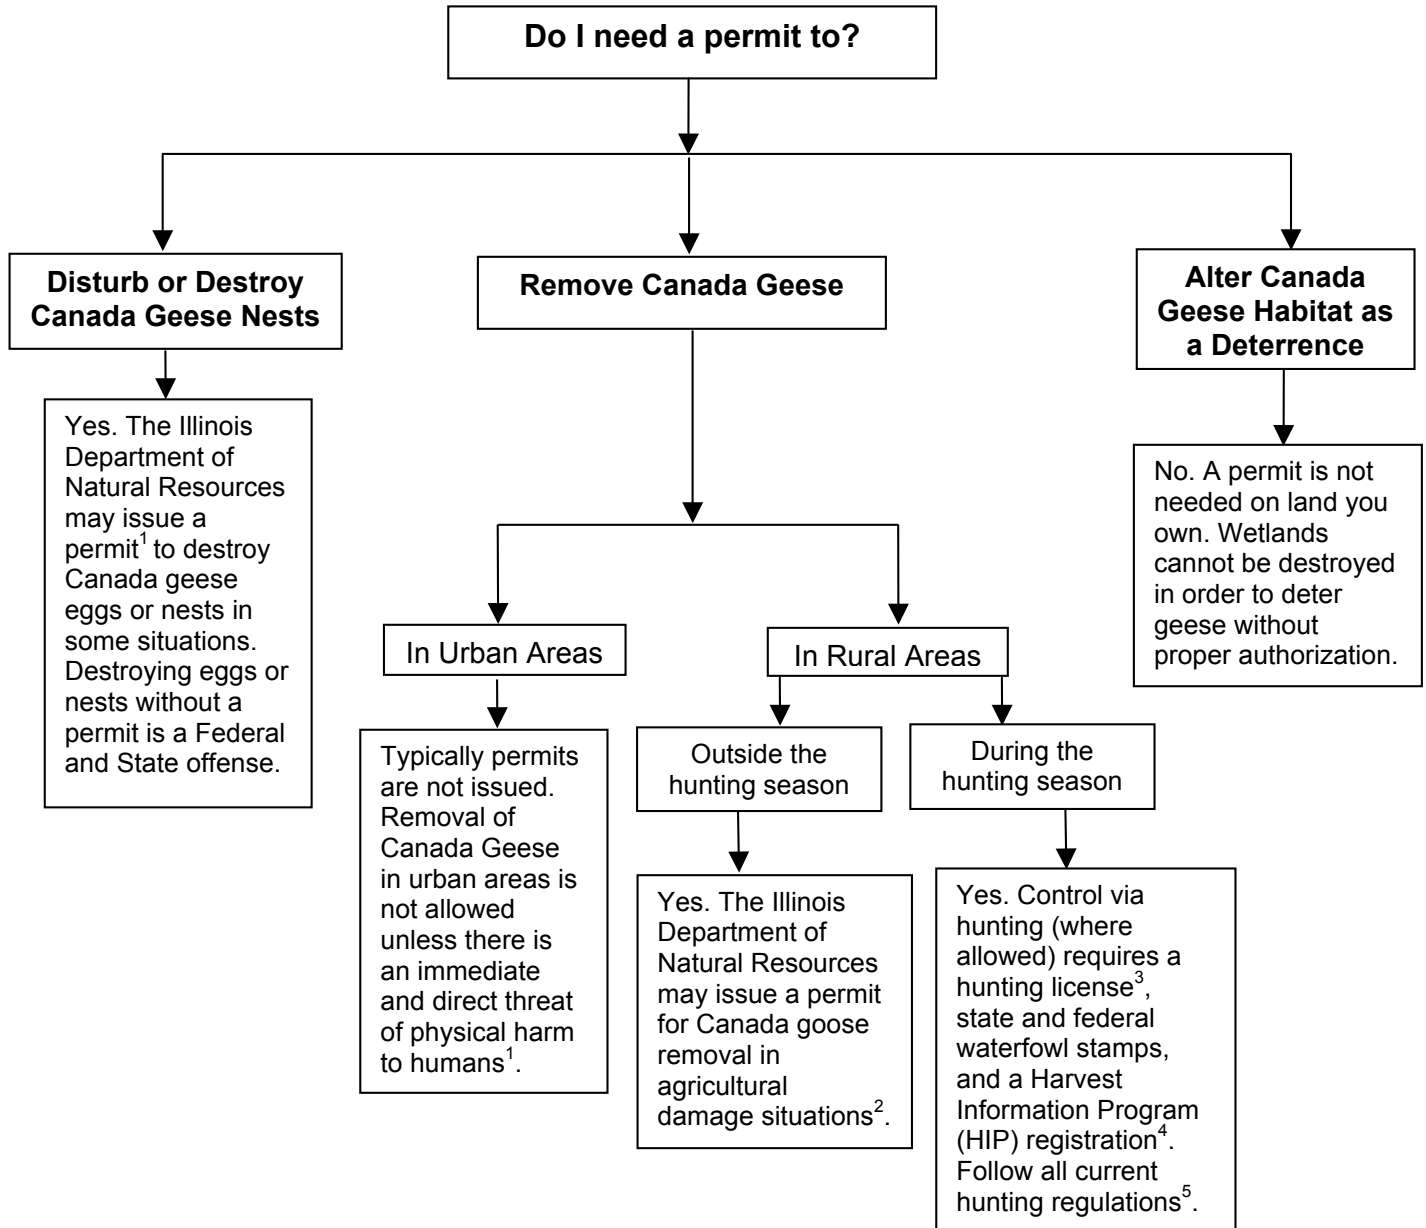 Do I need a permit to?
Disturb or Destroy
Canada Geese Nests
Yes. The Illinois
Department of
Natural Resources
may issue a
permit1 to destroy
Canada geese
eggs or nests in
some situations.
Destroying eggs or
nests without a
permit is a Federal
and State offense.
Remove Canada Geese
In Urban Areas
Typically permits
are not issued.
Removal of
Canada Geese
in urban areas is
not allowed
unless there is
an immediate
and direct threat
of physical harm
to humans1.
In Rural Areas
Outside the
hunting season
Yes. The Illinois
Department of
Natural Resources
may issue a permit
for Canada goose
removal in
agricultural
damage situations2.
During the
hunting season
Yes. Control via
hunting (where
allowed) requires a
hunting license3,
state and federal
waterfowl stamps,
and a Harvest
Information Program
(HIP) registration4.
Follow all current
hunting regulations5.
Alter Canada
Geese Habitat as
a Deterrence
No. A permit is not
needed on land you
own. Wetlands
cannot be destroyed
in order to deter
geese without
proper authorization.